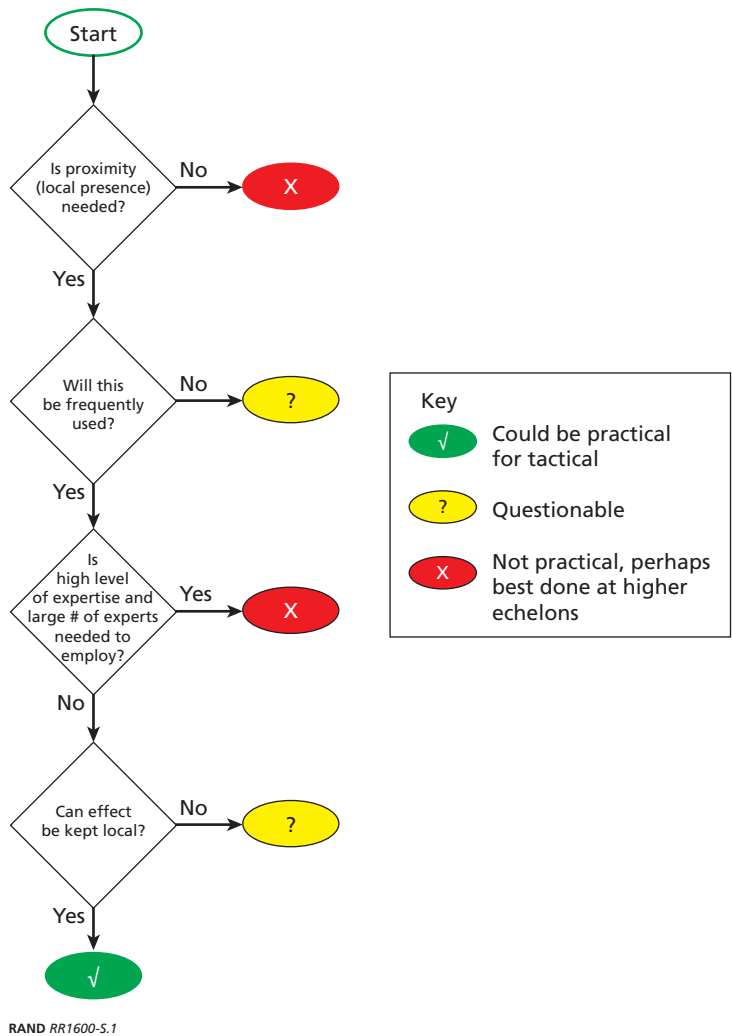 Start
Is proximity
(local presence)
needed?
No
X
Yes
Will this
be frequently
used?
No
?
Yes
Is
high level
of expertise and
large # of experts
needed to
employ?
Yes
X
No
Can effect
be kept local?
No
?
Yes
√
Key
√
Could be practical
for tactical
?
Questionable
X
Not practical, perhaps
best done at higher
echelons
RAND RR1600-S.1